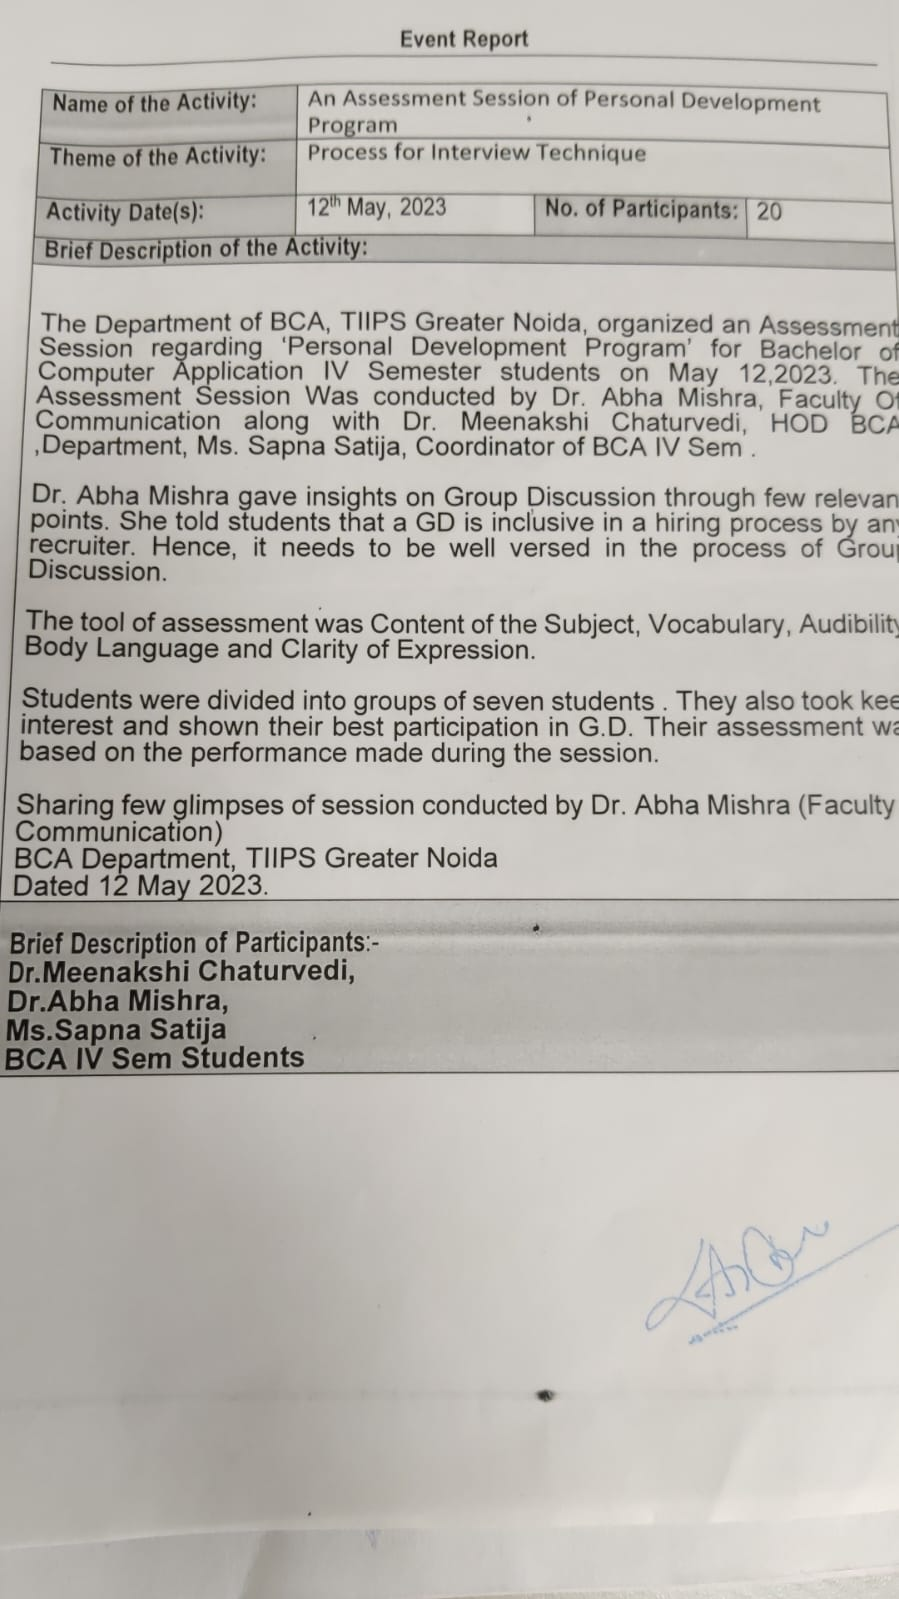 Event Report
Name of the Activity: An Assessment Session of Personal Development
Program
Theme of the Activity: Process for Interview Technique
Activity Date(s): 12th May, 2023 No. of Participants: 20
Brief Description of the Activity:
The Department of BCA, TIIPS Greater Noida, organized an Assessment
Session regarding ‘Personal Development Program’ for Bachelor of
Computer Application IV Semester students on May 12,2023. The
Assessment Session Was conducted by Dr. Abha Mishra, Faculty Of
Communication along with Dr. Meenakshi Chaturvedi, HOD BCA
,Department, Ms. Sapna Satija, Coordinator of BCA IV Sem .
Dr. Abha Mishra gave insights on Group Discussion through few relevan
points. She told students that a GD is inclusive in a hiring process by any
recruiter. Hence, it needs to be well versed in the process of Grou
Discussion.
The tool of assessment was Content of the Subject, Vocabulary, Audibility
Body Language and Clarity of Expression.
Students were divided into groups of seven students . They also took kee
interest and shown their best participation in G.D. Their assessment wa
based on the performance made during the session.
Sharing few glimpses of session conducted by Dr. Abha Mishra (Faculty
Communication)
BCA Department, TIIPS Greater Noida
Dated 12 May 2023.
Brief Description of Participants:-
Dr.Meenakshi Chaturvedi,
Dr.Abha Mishra,
Ms.Sapna Satija
BCA IV Sem Students